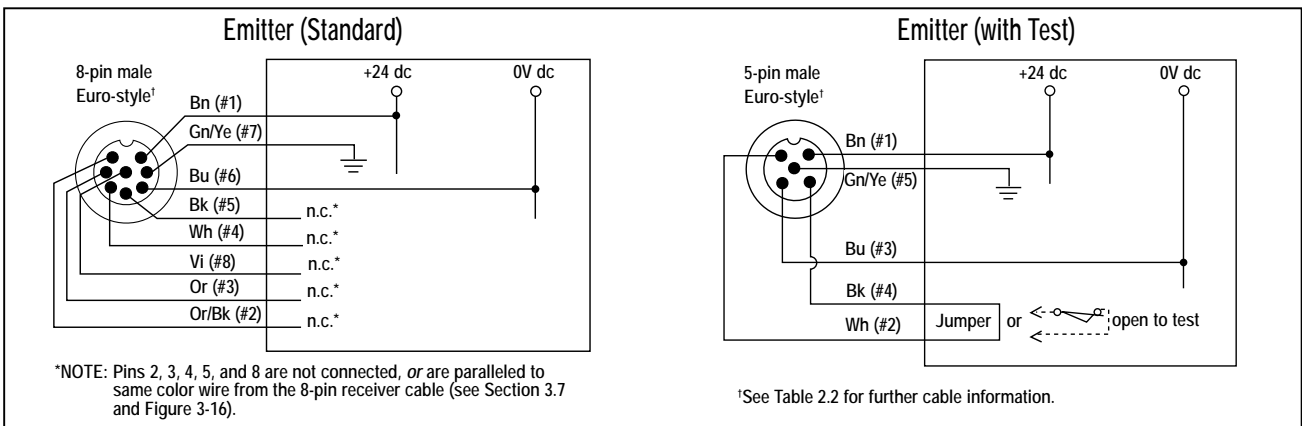 Emitter (Standard)
8-pin male
Euro-style†
+24 dc
0V dc
Bn (#1)
Gn/Ye (#7)
Bu (#6)
Bk (#5)
n.c.*
Wh (#4)
n.c.*
Vi (#8)
n.c.*
Or (#3)
n.c.*
Or/Bk (#2)
n.c.*
*NOTE: Pins 2, 3, 4, 5, and 8 are not connected, or are paralleled to
same color wire from the 8-pin receiver cable (see Section 3.7
and Figure 3-16).
Emitter (with Test)
5-pin male
Euro-style†
+24 dc
0V dc
Bn (#1)
Gn/Ye (#5)
Bu (#3)
Bk (#4)
Wh (#2)
Jumper
or
open to test
†See Table 2.2 for further cable information.